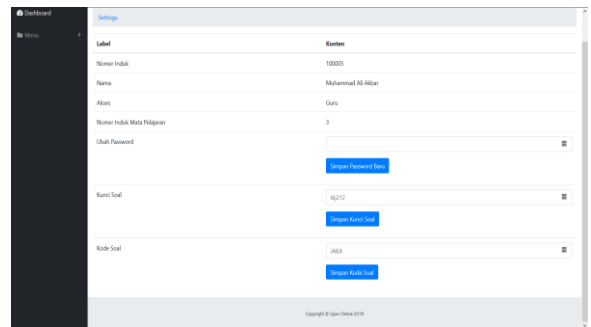 Dashboard
Settings
Menu
Label Konten
Nomer Induk 100005
Nama Muhammad Ali Akbar
Akses Guru
Nomer Induk Mata Pelajaran 3
Ubah Password
Simpan Password Baru
Kunci Soal
Simpan Kunci Soal
Kode Soal
Simpan Kode Soal
Copyright © Ujian Online 2019